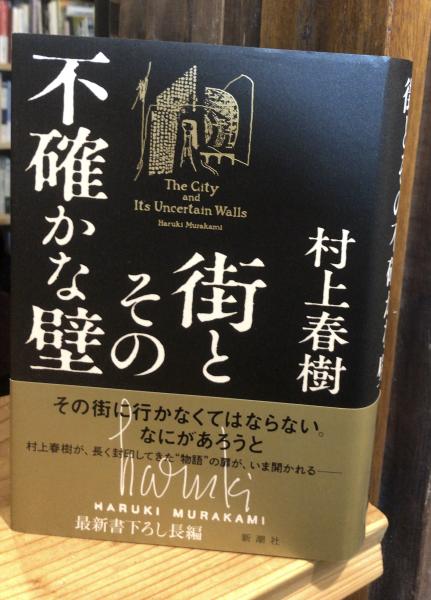 The City
and
Its Uncertain Walls
Haruki Murakami
街と
その
不確かな壁
村上春樹
その街に行かなくてはならない。
なにがあろうと
村上春樹が、長く封印してきた“物語”の扉が、いま開かれる——
haruki
HARUKI MURAKAMI
最新書下ろし長編
新潮社